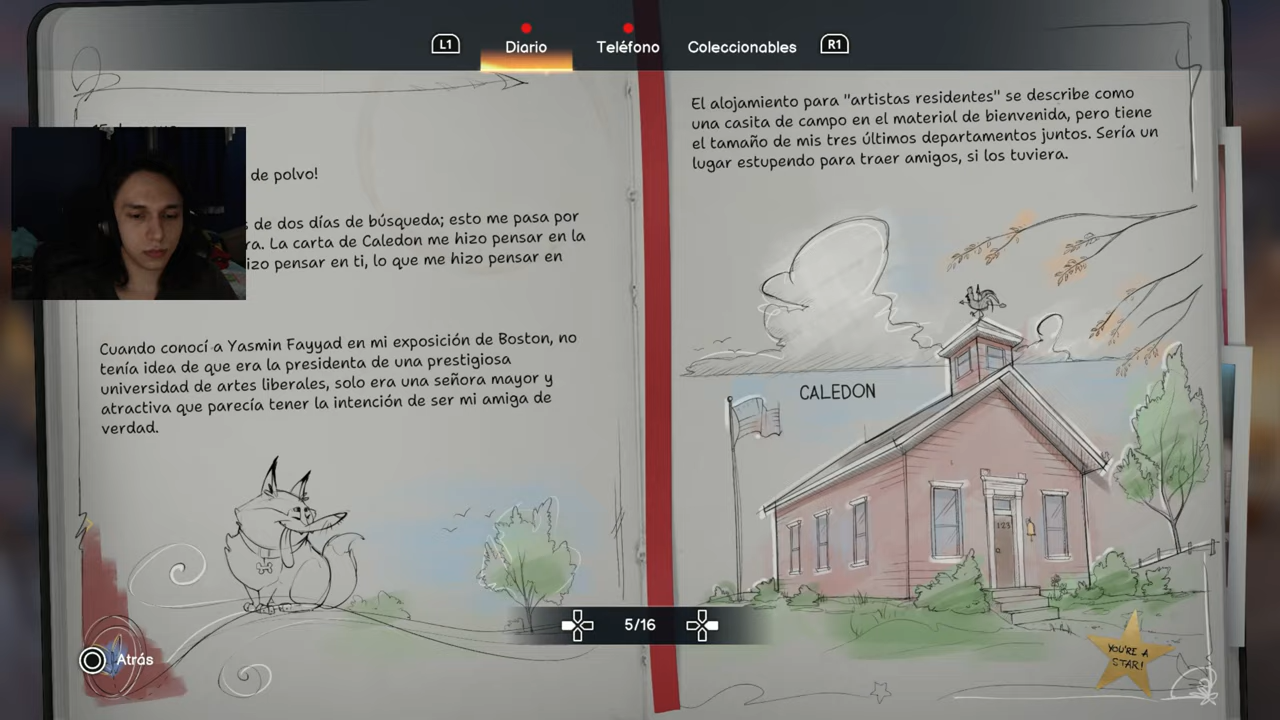 L1
Diario
Teléfono
Coleccionables
R1
de polvo!
de dos días de búsqueda; esto me pasa por
La carta de Caledon me hizo pensar en la
pensar en ti, lo que me hizo pensar en
Cuando conocí a Yasmin Fayyad en mi exposición de Boston, no
tenía idea de que era la presidenta de una prestigiosa
universidad de artes liberales, solo era una señora mayor y
atractiva que parecía tener la intención de ser mi amiga de
verdad.
El alojamiento para "artistas residentes" se describe como
una casita de campo en el material de bienvenida, pero tiene
el tamaño de mis tres últimos departamentos juntos. Sería un
lugar estupendo para traer amigos, si los tuviera.
CALEDON
123
YOU'RE A
STAR!
5/16
Atrás